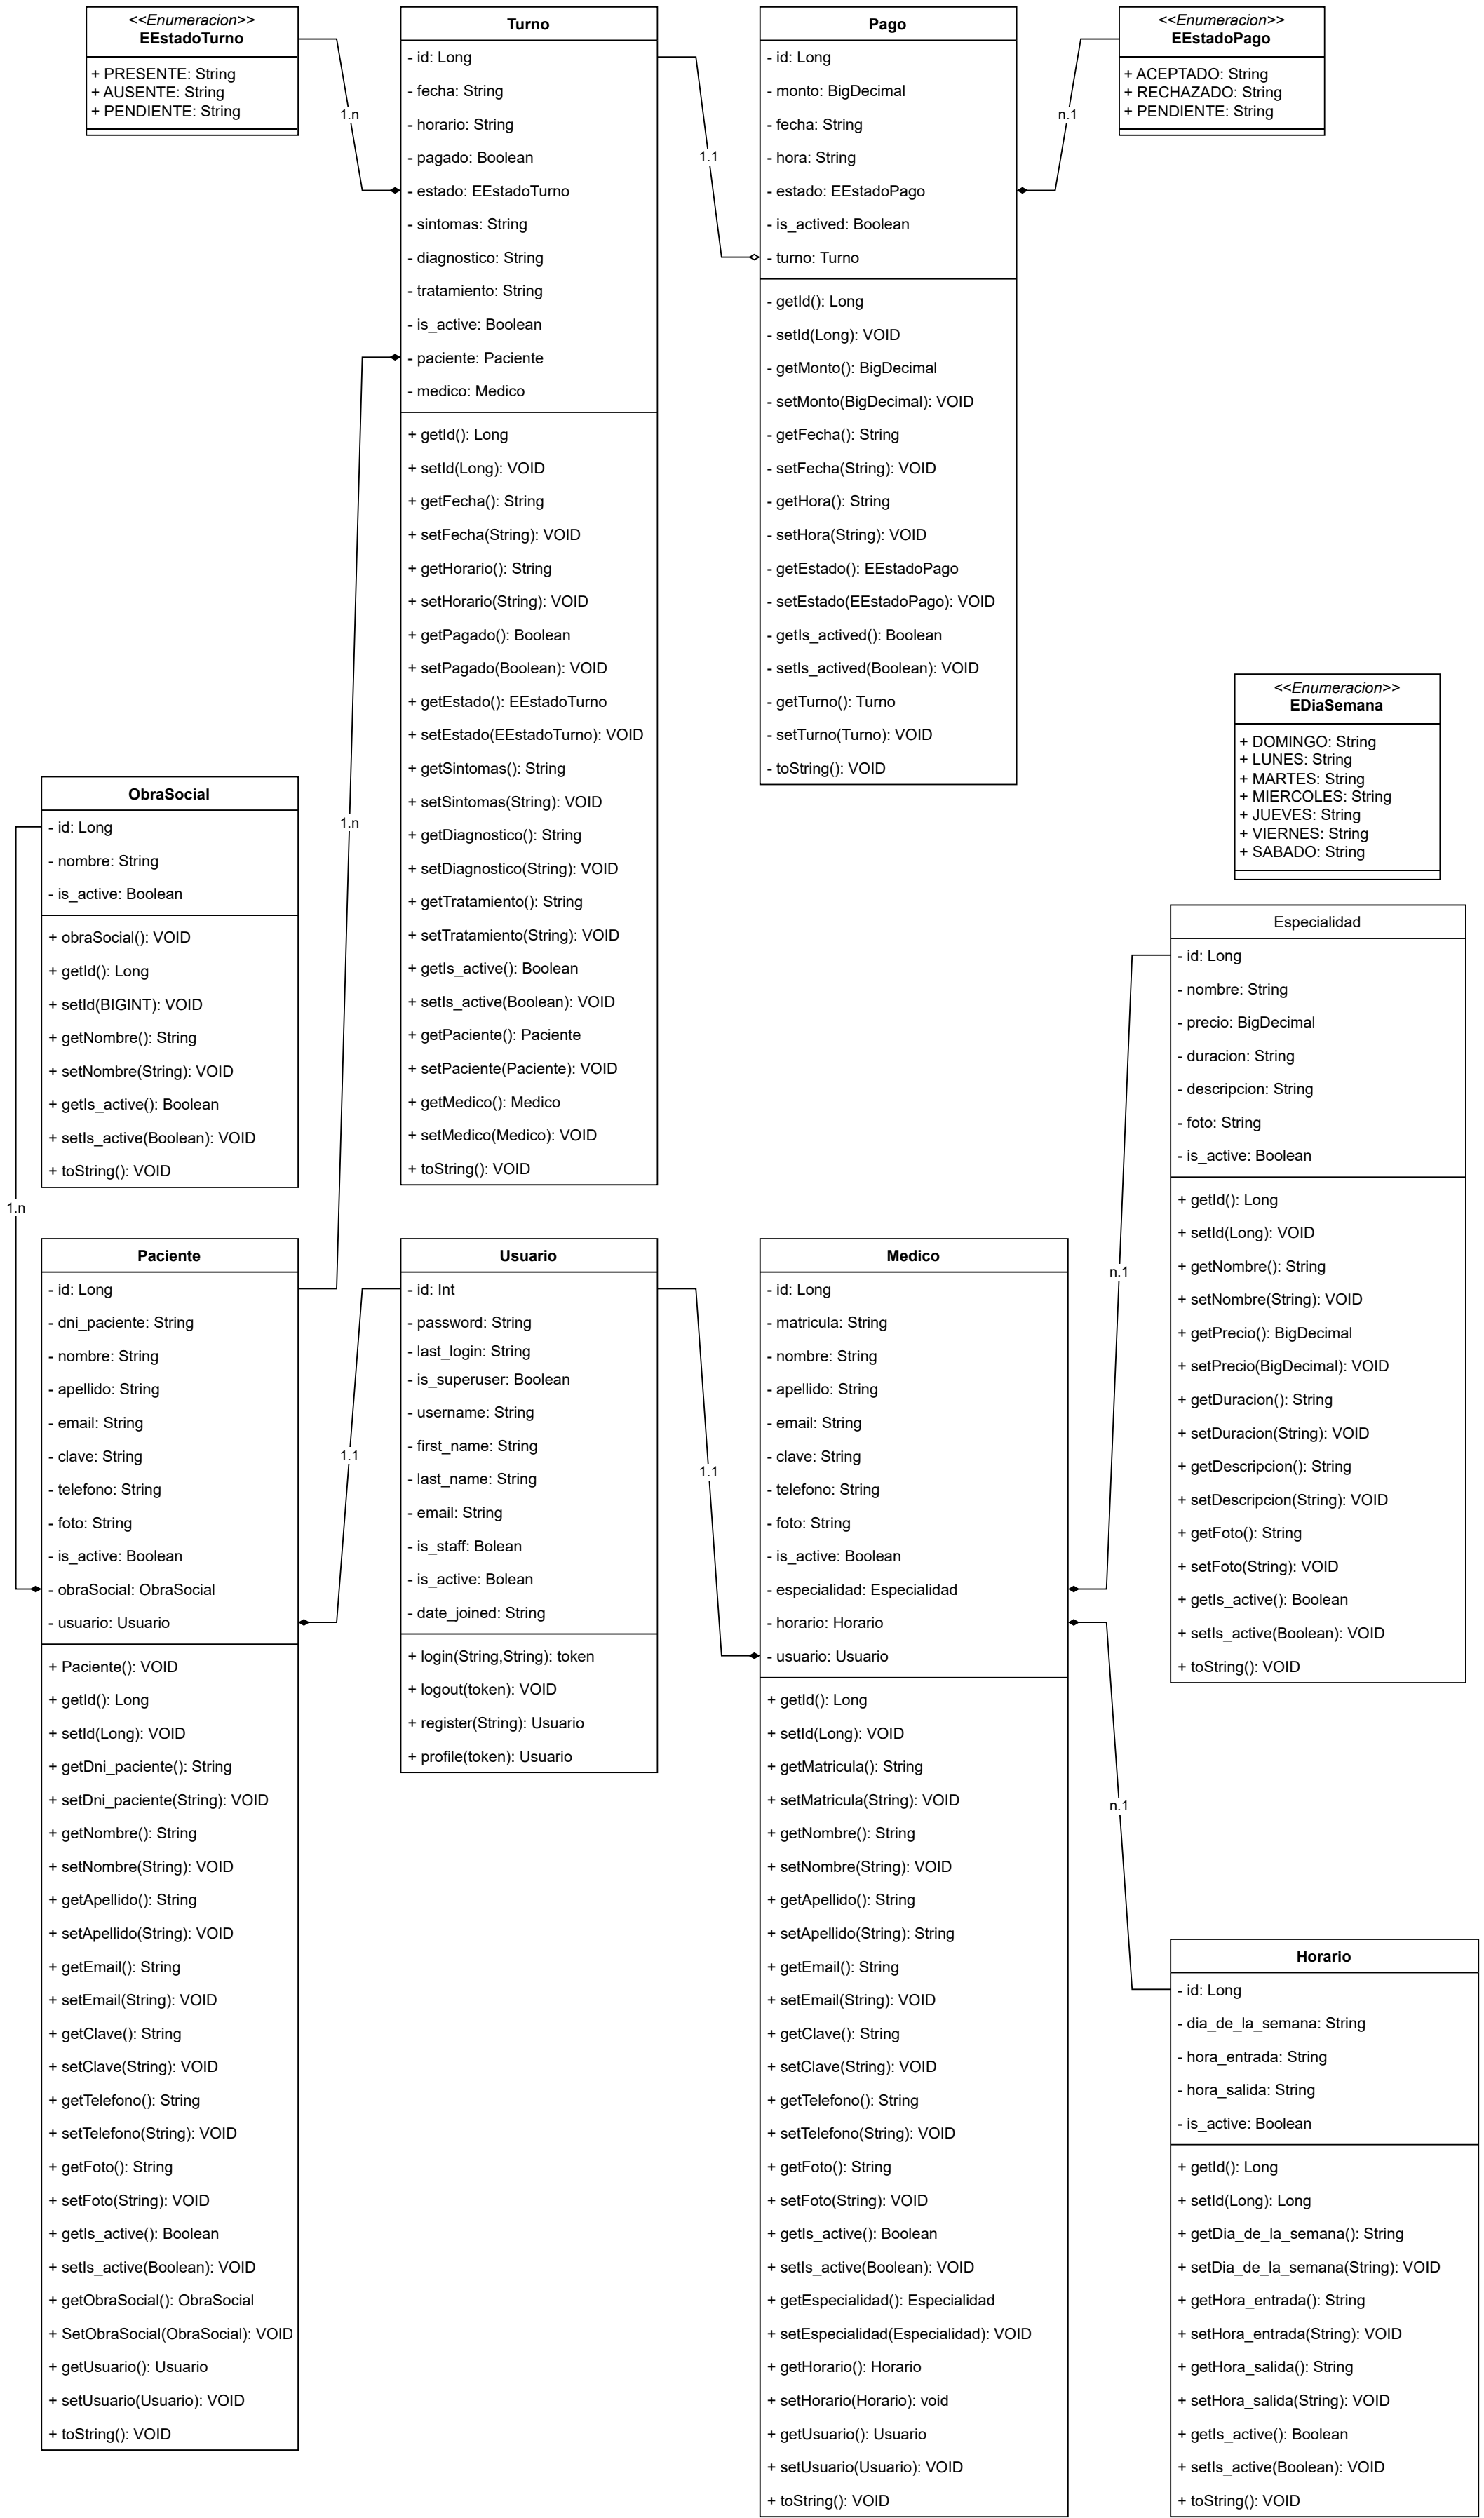 <<Enumeracion>>
EEstadoTurno
+ PRESENTE: String
+ AUSENTE: String
+ PENDIENTE: String
1.n
Turno
- id: Long
- fecha: String
- horario: String
- pagado: Boolean
- estado: EEstadoTurno
- sintomas: String
- diagnostico: String
- tratamiento: String
- is_active: Boolean
- paciente: Paciente
- medico: Medico
+ getId(): Long
+ setId(Long): VOID
+ getFecha(): String
+ setFecha(String): VOID
+ getHorario(): String
+ setHorario(String): VOID
+ getPagado(): Boolean
+ setPagado(Boolean): VOID
+ getEstado(): EEstadoTurno
+ setEstado(EEstadoTurno): VOID
+ getSintomas(): String
+ setSintomas(String): VOID
+ getDiagnostico(): String
+ setDiagnostico(String): VOID
+ getTratamiento(): String
+ setTratamiento(String): VOID
+ getIs_active(): Boolean
+ setIs_active(Boolean): VOID
+ getPaciente(): Paciente
+ setPaciente(Paciente): VOID
+ getMedico(): Medico
+ setMedico(Medico): VOID
+ toString(): VOID
1.1
Pago
- id: Long
- monto: BigDecimal
- fecha: String
- hora: String
- estado: EEstadoPago
- is_actived: Boolean
- turno: Turno
- getId(): Long
- setId(Long): VOID
- getMonto(): BigDecimal
- setMonto(BigDecimal): VOID
- getFecha(): String
- setFecha(String): VOID
- getHora(): String
- setHora(String): VOID
- getEstado(): EEstadoPago
- setEstado(EEstadoPago): VOID
- getIs_actived(): Boolean
- setIs_actived(Boolean): VOID
- getTurno(): Turno
- setTurno(Turno): VOID
- toString(): VOID
n.1
<<Enumeracion>>
EEstadoPago
+ ACEPTADO: String
+ RECHAZADO: String
+ PENDIENTE: String
<<Enumeracion>>
EDiaSemana
+ DOMINGO: String
+ LUNES: String
+ MARTES: String
+ MIERCOLES: String
+ JUEVES: String
+ VIERNES: String
+ SABADO: String
ObraSocial
- id: Long
- nombre: String
- is_active: Boolean
+ obraSocial(): VOID
+ getId(): Long
+ setId(BIGINT): VOID
+ getNombre(): String
+ setNombre(String): VOID
+ getIs_active(): Boolean
+ setIs_active(Boolean): VOID
+ toString(): VOID
1.n
1.n
Especialidad
- id: Long
- nombre: String
- precio: BigDecimal
- duracion: String
- descripcion: String
- foto: String
- is_active: Boolean
+ getId(): Long
+ setId(Long): VOID
+ getNombre(): String
+ setNombre(String): VOID
+ getPrecio(): BigDecimal
+ setPrecio(BigDecimal): VOID
+ getDuracion(): String
+ setDuracion(String): VOID
+ getDescripcion(): String
+ setDescripcion(String): VOID
+ getFoto(): String
+ setFoto(String): VOID
+ getIs_active(): Boolean
+ setIs_active(Boolean): VOID
+ toString(): VOID
n.1
Paciente
- id: Long
- dni_paciente: String
- nombre: String
- apellido: String
- email: String
- clave: String
- telefono: String
- foto: String
- is_active: Boolean
- obraSocial: ObraSocial
- usuario: Usuario
+ Paciente(): VOID
+ getId(): Long
+ setId(Long): VOID
+ getDni_paciente(): String
+ setDni_paciente(String): VOID
+ getNombre(): String
+ setNombre(String): VOID
+ getApellido(): String
+ setApellido(String): VOID
+ getEmail(): String
+ setEmail(String): VOID
+ getClave(): String
+ setClave(String): VOID
+ getTelefono(): String
+ setTelefono(String): VOID
+ getFoto(): String
+ setFoto(String): VOID
+ getIs_active(): Boolean
+ setIs_active(Boolean): VOID
+ getObraSocial(): ObraSocial
+ SetObraSocial(ObraSocial): VOID
+ getUsuario(): Usuario
+ setUsuario(Usuario): VOID
+ toString(): VOID
1.1
Usuario
- id: Int
- password: String
- last_login: String
- is_superuser: Boolean
- username: String
- first_name: String
- last_name: String
- email: String
- is_staff: Bolean
- is_active: Bolean
- date_joined: String
+ login(String,String): token
+ logout(token): VOID
+ register(String): Usuario
+ profile(token): Usuario
1.1
Medico
- id: Long
- matricula: String
- nombre: String
- apellido: String
- email: String
- clave: String
- telefono: String
- foto: String
- is_active: Boolean
- especialidad: Especialidad
- horario: Horario
- usuario: Usuario
+ getId(): Long
+ setId(Long): VOID
+ getMatricula(): String
+ setMatricula(String): VOID
+ getNombre(): String
+ setNombre(String): VOID
+ getApellido(): String
+ setApellido(String): String
+ getEmail(): String
+ setEmail(String): VOID
+ getClave(): String
+ setClave(String): VOID
+ getTelefono(): String
+ setTelefono(String): VOID
+ getFoto(): String
+ setFoto(String): VOID
+ getIs_active(): Boolean
+ setIs_active(Boolean): VOID
+ getEspecialidad(): Especialidad
+ setEspecialidad(Especialidad): VOID
+ getHorario(): Horario
+ setHorario(Horario): void
+ getUsuario(): Usuario
+ setUsuario(Usuario): VOID
+ toString(): VOID
n.1
Horario
- id: Long
- dia_de_la_semana: String
- hora_entrada: String
- hora_salida: String
- is_active: Boolean
+ getId(): Long
+ setId(Long): Long
+ getDia_de_la_semana(): String
+ setDia_de_la_semana(String): VOID
+ getHora_entrada(): String
+ setHora_entrada(String): VOID
+ getHora_salida(): String
+ setHora_salida(String): VOID
+ getIs_active(): Boolean
+ setIs_active(Boolean): VOID
+ toString(): VOID